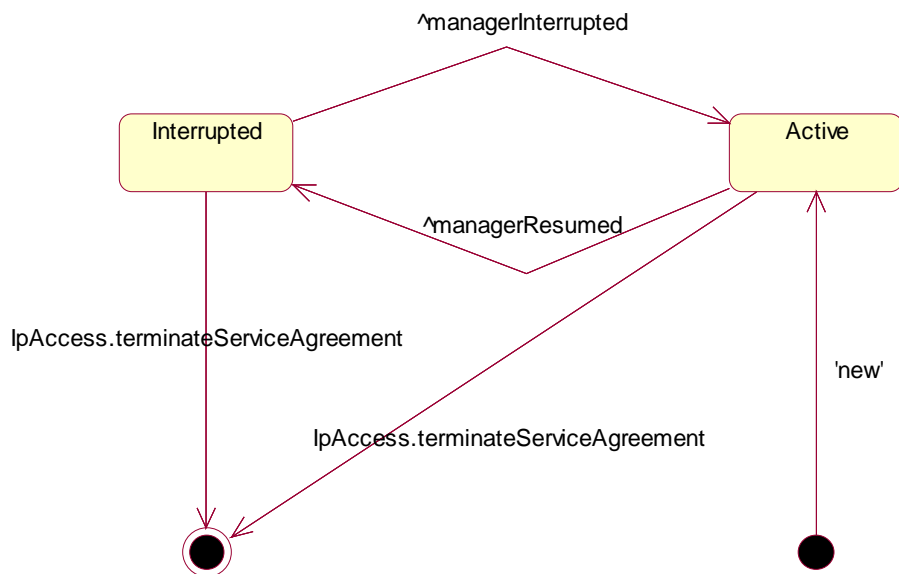 ^managerInterrupted
Interrupted
Active
^managerResumed
IpAccess.terminateServiceAgreement
'new'
IpAccess.terminateServiceAgreement